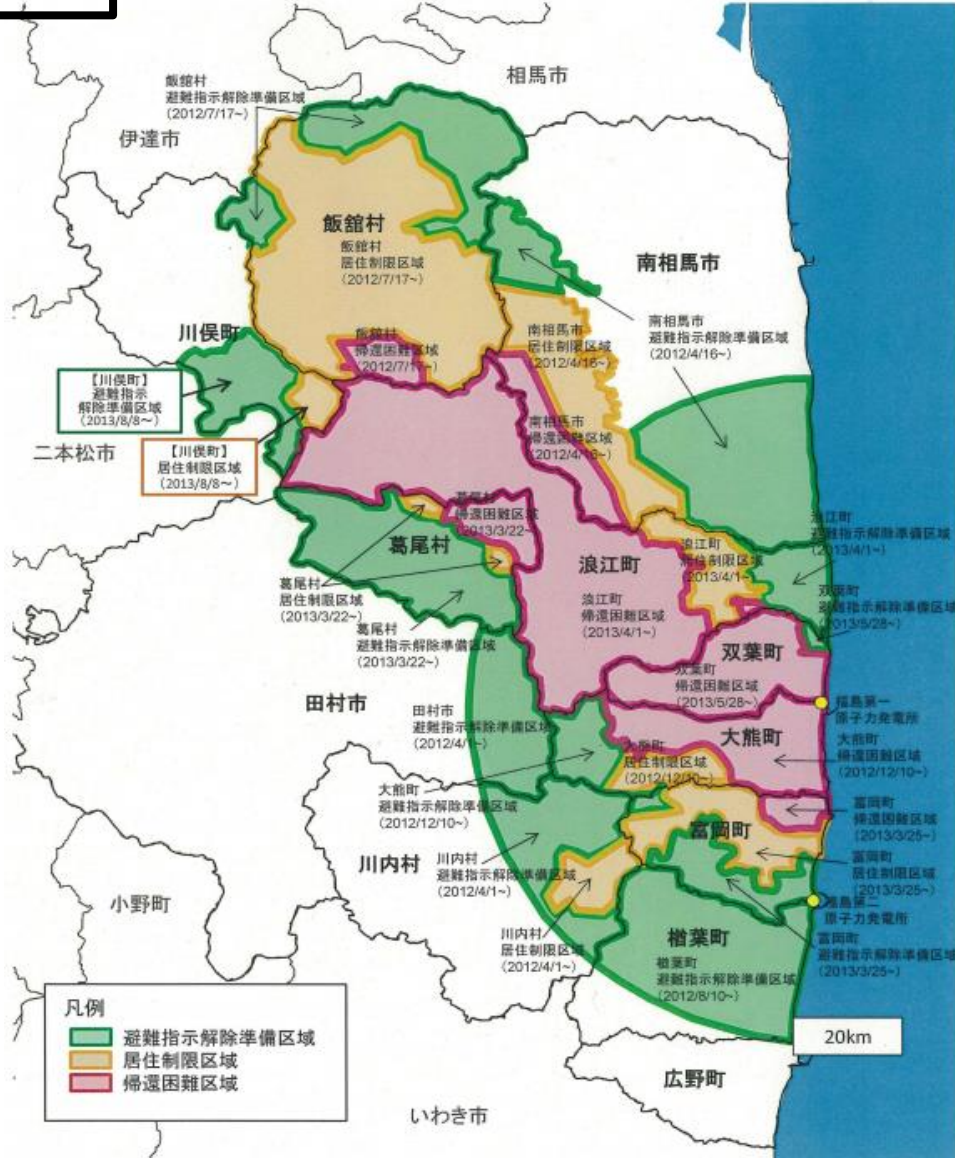 相馬市
飯舘村
避難指示解除準備区域
(2012/7/17~)
伊達市
飯舘村
飯舘村
居住制限区域
(2012/7/17~)
南相馬市
川俣町
飯舘村
帰還困難区域
(2012/7/17~)
南相馬市
居住制限区域
(2012/4/16~)
南相馬市
避難指示解除準備区域
(2012/4/16~)
【川俣町】
避難指示
解除準備区域
(2013/8/8~)
二本松市
【川俣町】
居住制限区域
(2013/8/8~)
南相馬市
帰還困難区域
(2012/4/16~)
葛尾村
帰還困難区域
(2013/3/22~)
葛尾村
浪江町
浪江町
居住制限区域
(2013/4/1~)
浪江町
避難指示解除準備区域
(2013/4/1~)
葛尾村
居住制限区域
(2013/3/22~)
浪江町
帰還困難区域
(2013/4/1~)
双葉町
避難指示解除準備区域
(2013/5/28~)
葛尾村
避難指示解除準備区域
(2013/3/22~)
双葉町
双葉町
帰還困難区域
(2013/5/28~)
田村市
田村市
避難指示解除準備区域
(2012/4/1~)
福島第一
原子力発電所
大熊町
大熊町
帰還困難区域
(2012/12/10~)
大熊町
居住制限区域
(2012/12/10~)
大熊町
避難指示解除準備区域
(2012/12/10~)
富岡町
帰還困難区域
(2013/3/25~)
富岡町
川内村
川内村
避難指示解除準備区域
(2012/4/1~)
富岡町
居住制限区域
(2013/3/25~)
小野町
福島第二
原子力発電所
川内村
居住制限区域
(2012/4/1~)
楢葉町
楢葉町
避難指示解除準備区域
(2012/8/10~)
富岡町
避難指示解除準備区域
(2013/3/25~)
凡例
避難指示解除準備区域
居住制限区域
帰還困難区域
20km
広野町
いわき市